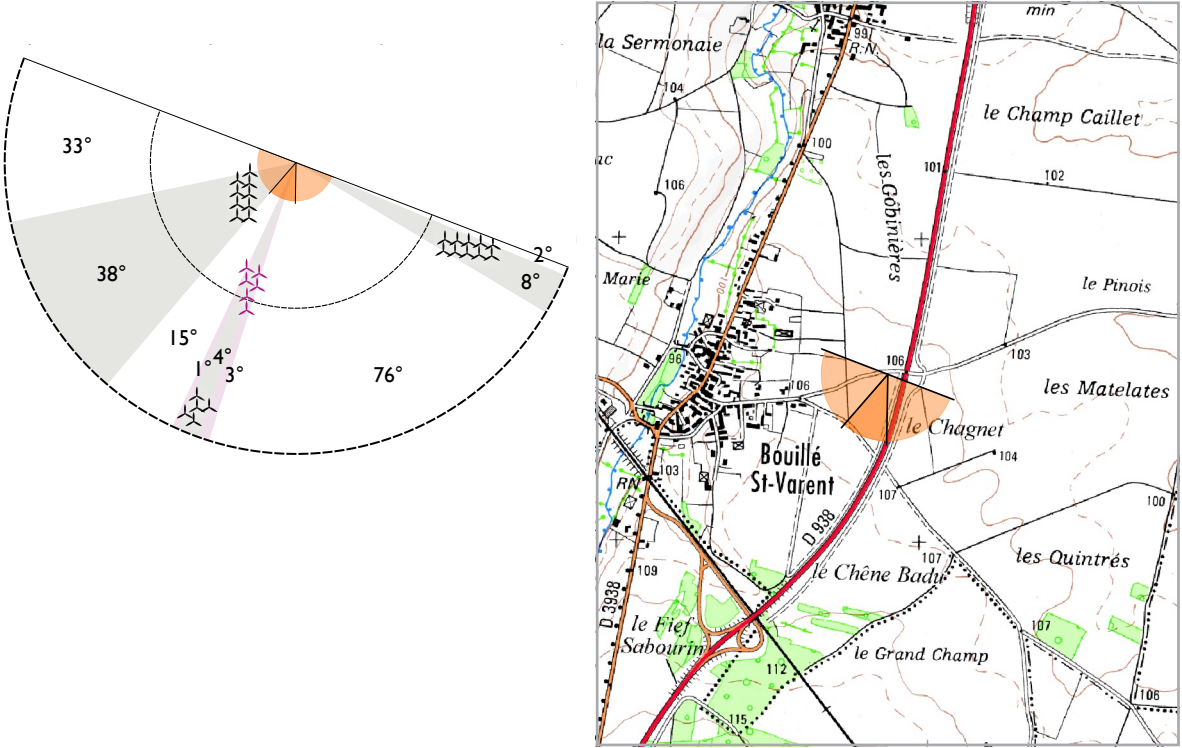 33°
38°
15°
1°
4°
3°
76°
2°
8°
la Sermonaie
99
R.N.
min
104
le Champ Caillet
100
101
102
106
les Gôbinières
Marie
100
le Pinois
96
106
106
103
les Matelates
le Chagnet
Bouillé
St-Varent
103
RN
104
107
100
D 938
107
les Quintrés
109
le Chêne Badu
D 3938
le Fief
Sabourin
107
le Grand Champ
112
106
115